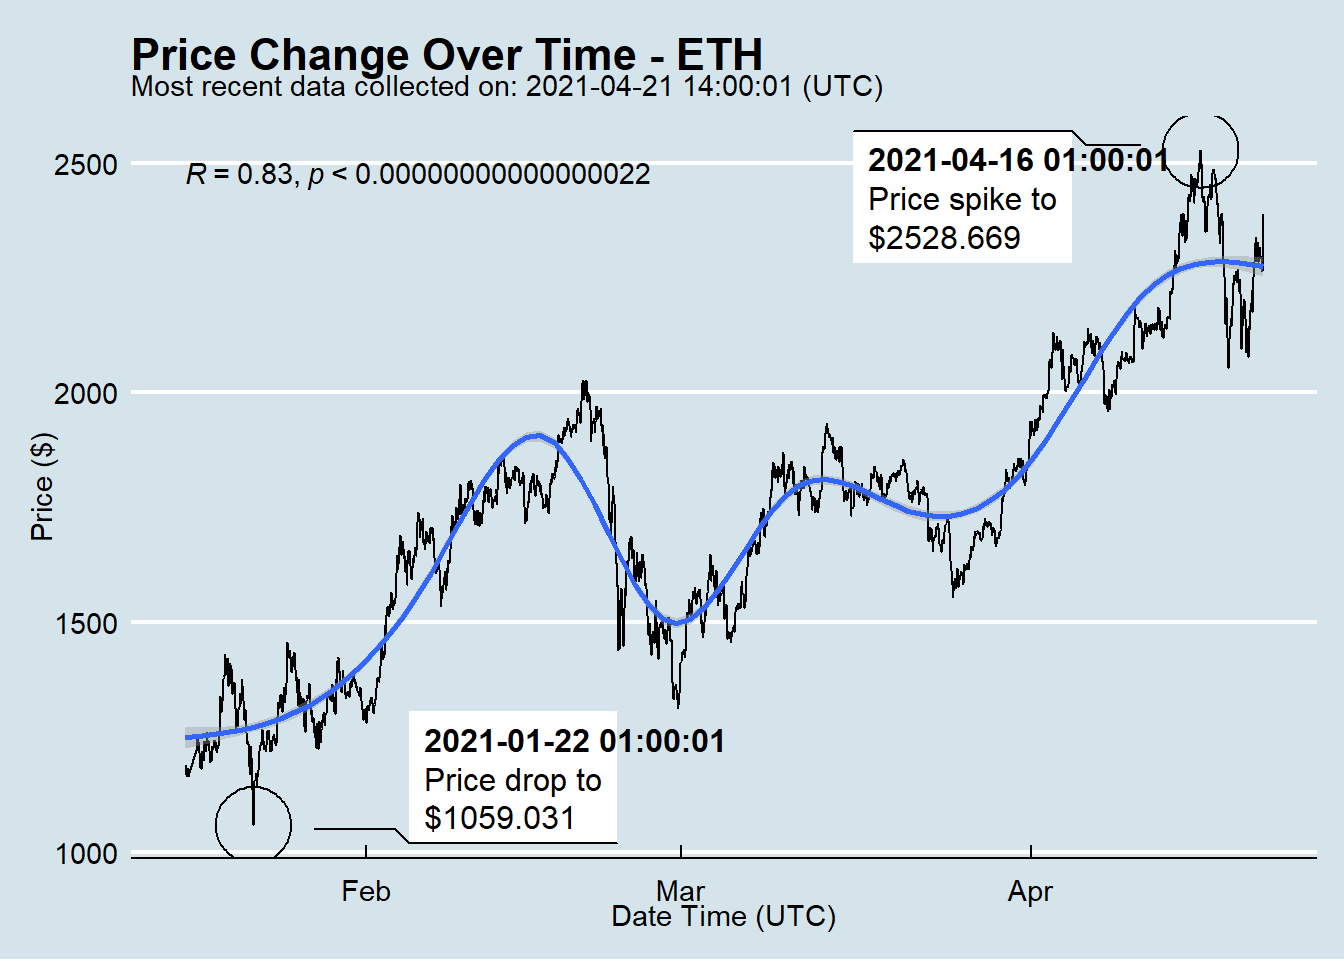 Price Change Over Time - ETH
Most recent data collected on: 2021-04-21 14:00:01 (UTC)
R = 0.83, p < 0.00000000000000022
2021-04-16 01:00:01
Price spike to
$2528.669
2021-01-22 01:00:01
Price drop to
$1059.031
Price ($)
2500
2000
1500
1000
Feb Mar Apr
Date Time (UTC)